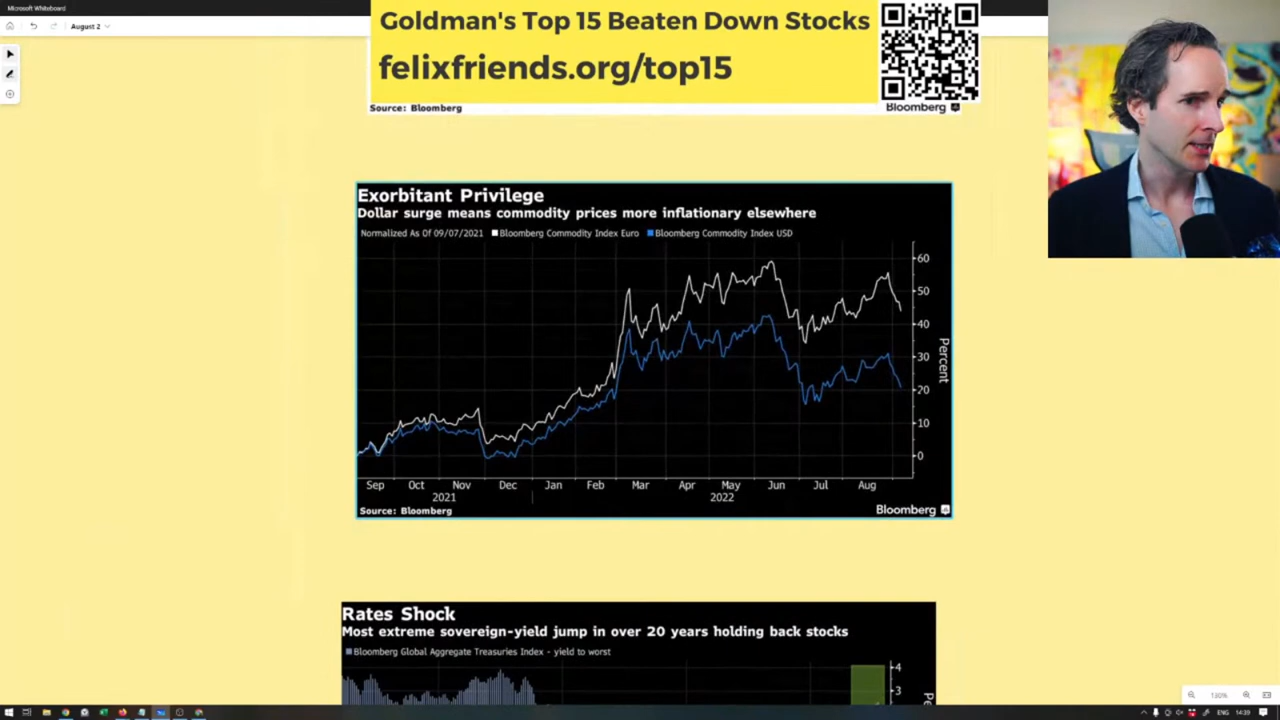 Microsoft Whiteboard
August 2
Goldman's Top 15 Beaten Down Stocks
felixfriends.org/top15
Source: Bloomberg
Bloomberg
Exorbitant Privilege
Dollar surge means commodity prices more inflationary elsewhere
Normalized As Of 09/07/2021 Bloomberg Commodity Index Euro Bloomberg Commodity Index USD
60
50
40
30
20
10
0
Percent
Sep Oct Nov Dec Jan Feb Mar Apr May Jun Jul Aug
2021 2022
Source: Bloomberg
Bloomberg
Rates Shock
Most extreme sovereign-yield jump in over 20 years holding back stocks
Bloomberg Global Aggregate Treasuries Index - yield to worst
4
3
130%
ENG 14:39